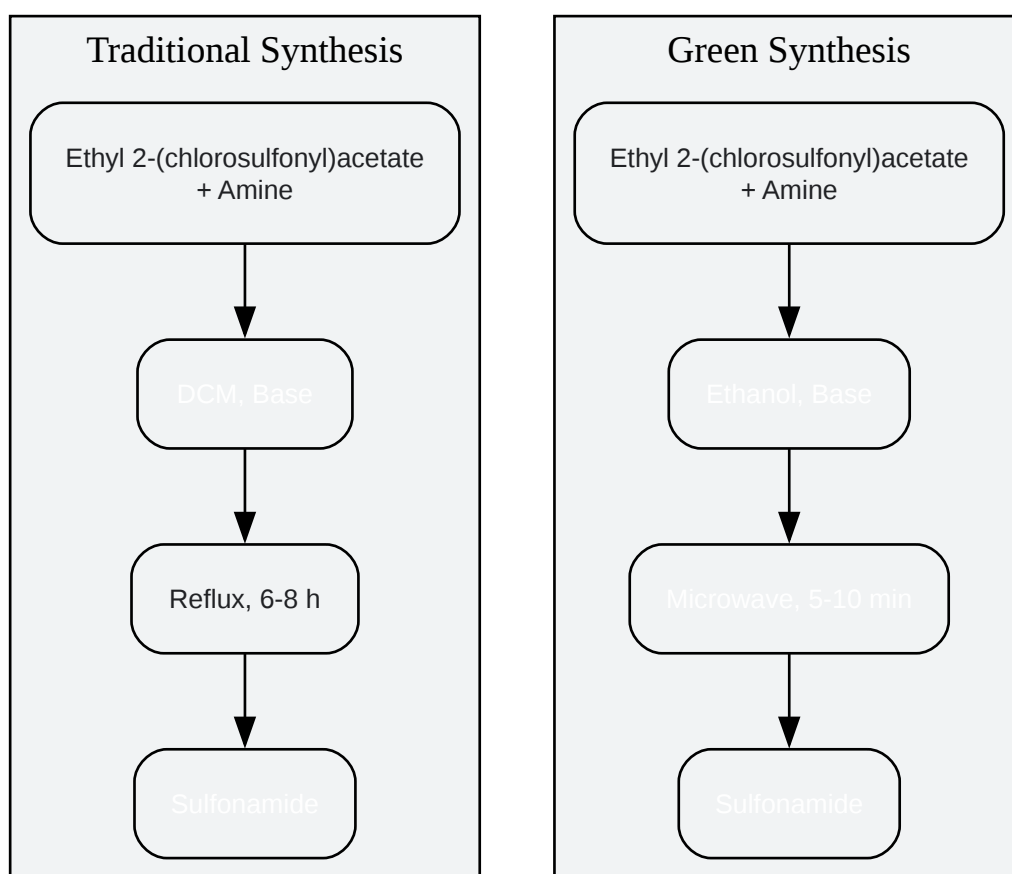 Traditional Synthesis
Ethyl 2-(chlorosulfonyl)acetate
+ Amine
DCM, Base
Reflux, 6-8 h
Sulfonamide
Green Synthesis
Ethyl 2-(chlorosulfonyl)acetate
+ Amine
Ethanol, Base
Microwave, 5-10 min
Sulfonamide